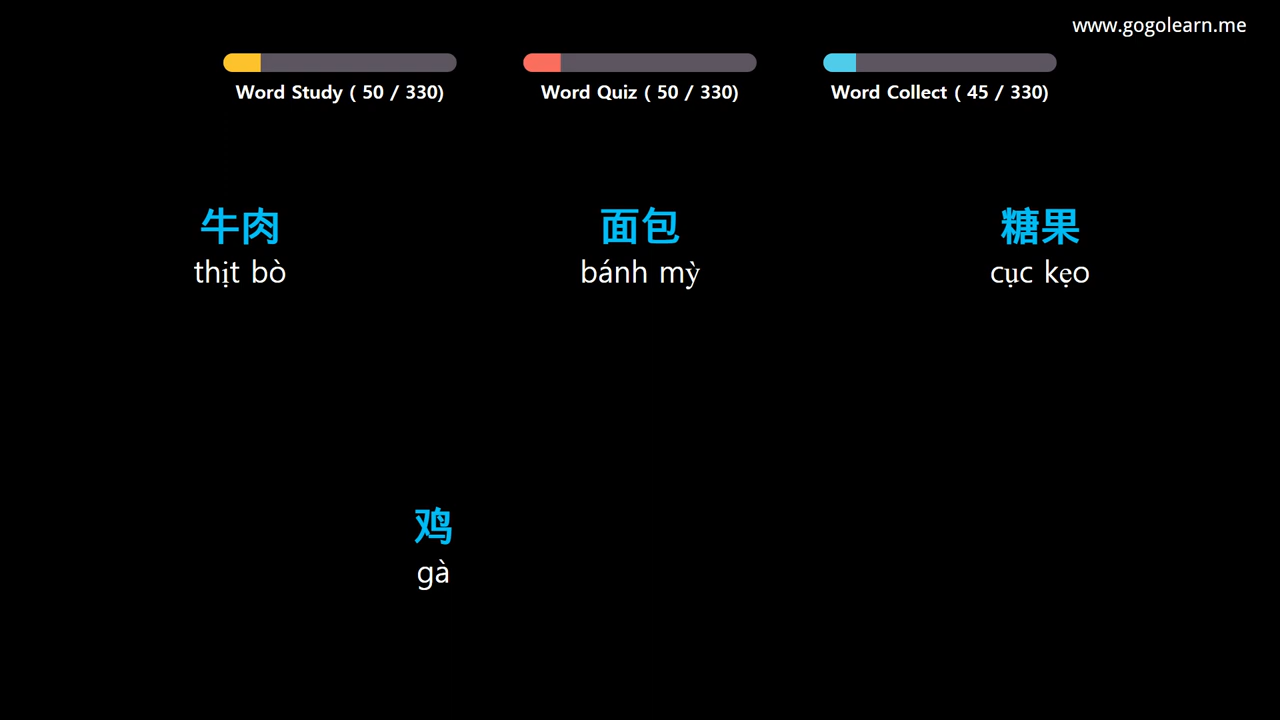 www.gogolearn.me
Word Study ( 50 / 330)
Word Quiz ( 50 / 330)
Word Collect ( 45 / 330)
牛肉
thịt bò
面包
bánh mỳ
糖果
cục kẹo
鸡
gà